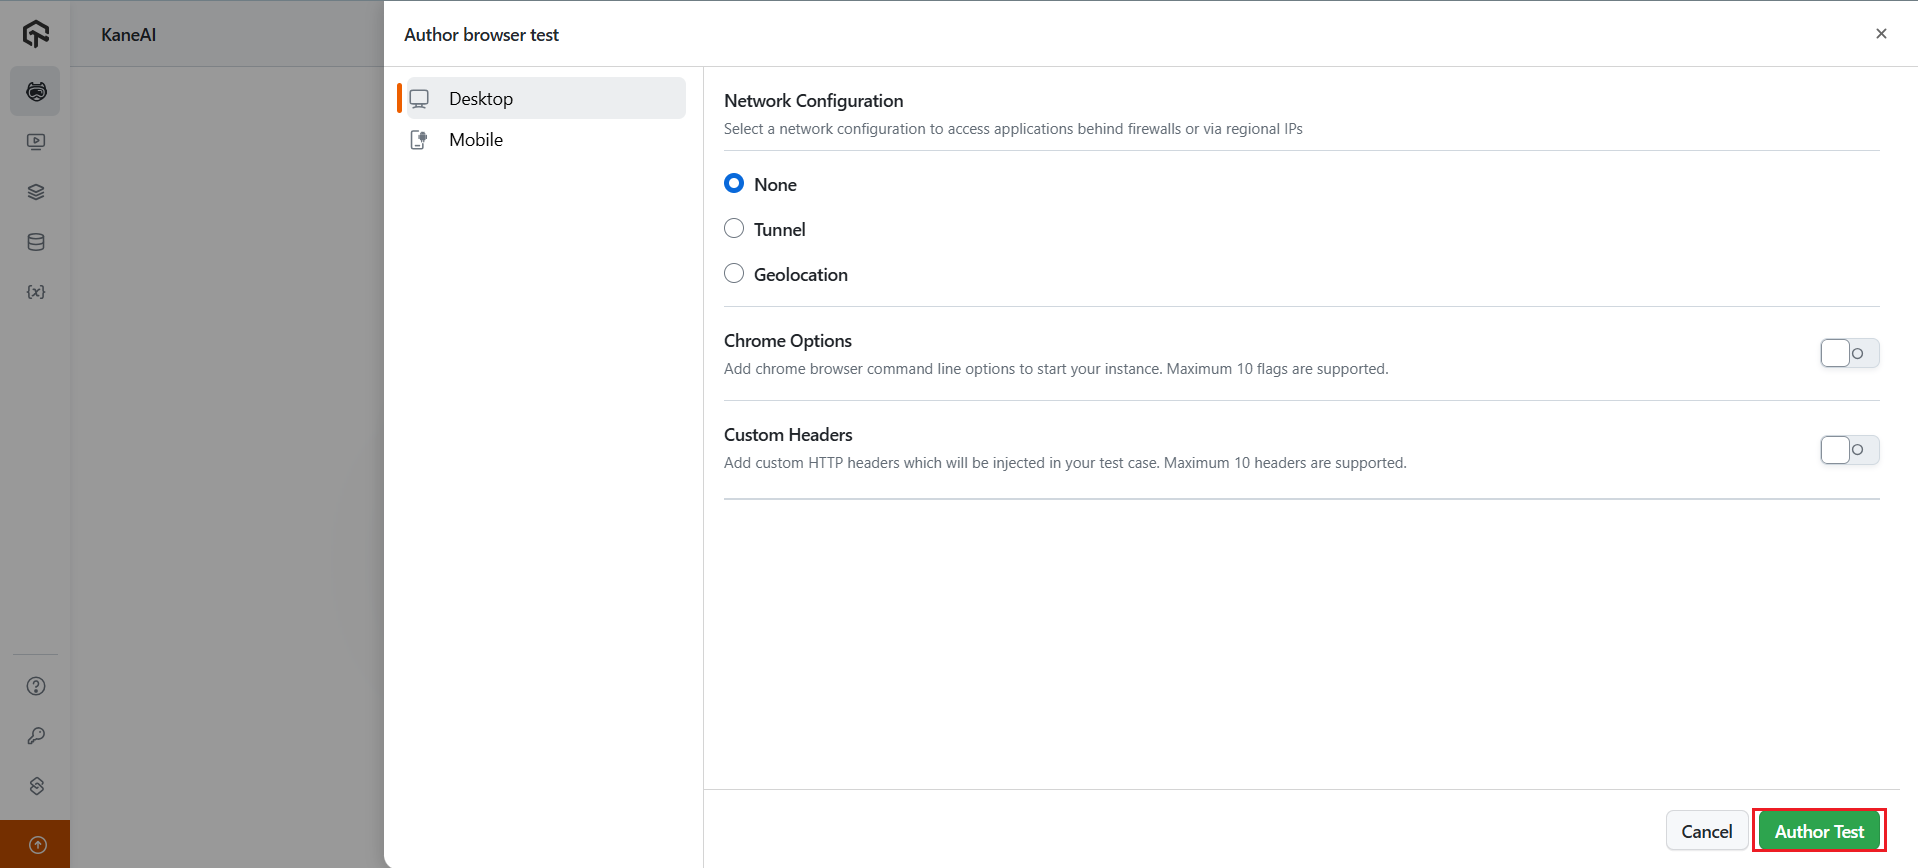 KaneAI
Author browser test
Desktop
Mobile
Network Configuration
Select a network configuration to access applications behind firewalls or via regional IPs
None
Tunnel
Geolocation
Chrome Options
Add chrome browser command line options to start your instance. Maximum 10 flags are supported.
Custom Headers
Add custom HTTP headers which will be injected in your test case. Maximum 10 headers are supported.
Cancel
Author Test